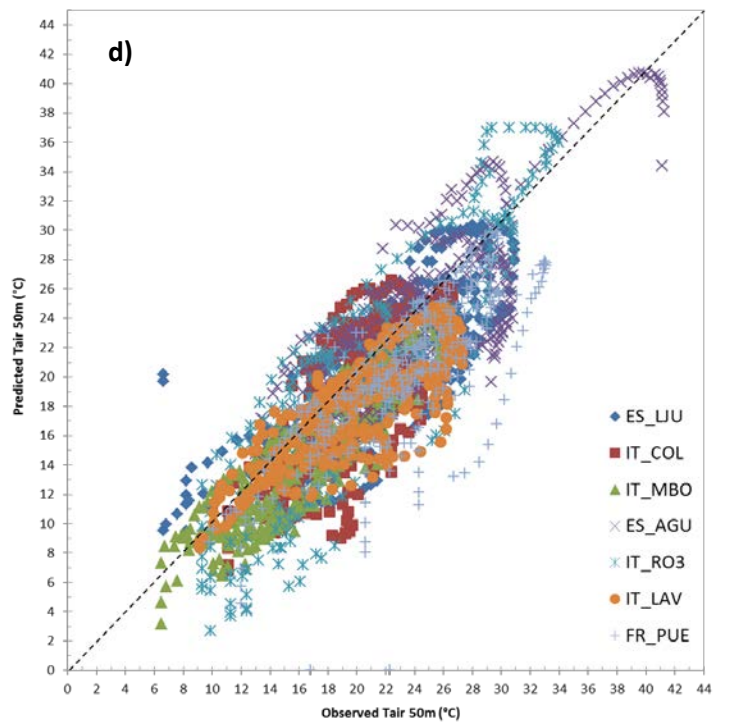 d)
44
42
40
38
36
34
32
30
28
26
24
22
20
18
16
14
12
10
8
6
4
2
0
Predicted Tair 50m (°C)
ES_LJU
IT_COL
IT_MBO
ES_AGU
IT_RO3
IT_LAV
FR_PUE
0 2 4 6 8 10 12 14 16 18 20 22 24 26 28 30 32 34 36 38 40 42 44
Observed Tair 50m (°C)